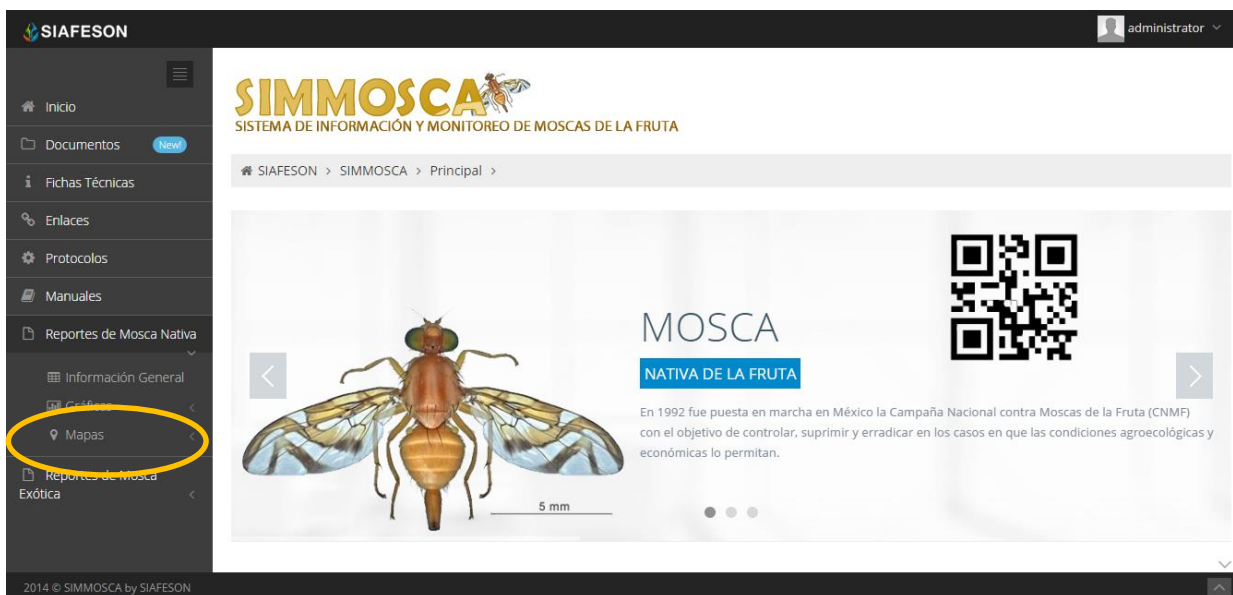 SIAFESON
administrator
Inicio
Documentos New!
Fichas Técnicas
Enlaces
Protocolos
Manuales
Reportes de Mosca Nativa
Información General
Gráficos
Mapas
Reportes de Mosca
Exótica
SIMMOSCA
SISTEMA DE INFORMACIÓN Y MONITOREO DE MOSCAS DE LA FRUTA
SIAFESON > SIMMOSCA > Principal >
MOSCA
NATIVA DE LA FRUTA
En 1992 fue puesta en marcha en México la Campaña Nacional contra Moscas de la Fruta (CNMF)
con el objetivo de controlar, suprimir y erradicar en los casos en que las condiciones agroecológicas y
económicas lo permitan.
5 mm
2014 © SIMMOSCA by SIAFESON